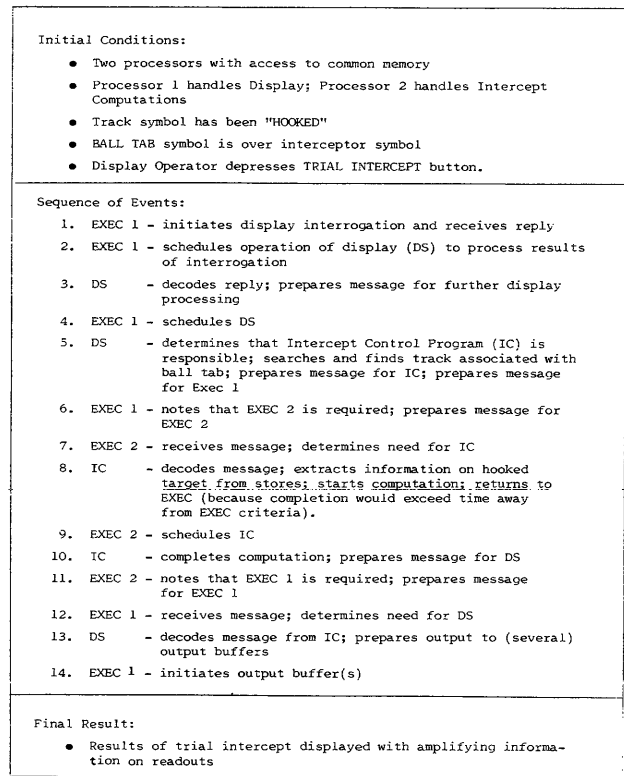 Initial Conditions:
● Two processors with access to common memory
● Processor 1 handles Display; Processor 2 handles Intercept
Computations
● Track symbol has been "HOOKED"
● BALL TAB symbol is over interceptor symbol
● Display Operator depresses TRIAL INTERCEPT button.
Sequence of Events:
1. EXEC 1 - initiates display interrogation and receives reply
2. EXEC 1 - schedules operation of display (DS) to process results
of interrogation
3. DS - decodes reply; prepares message for further display
processing
4. EXEC 1 - schedules DS
5. DS - determines that Intercept Control Program (IC) is
responsible; searches and finds track associated with
ball tab; prepares message for IC; prepares message
for Exec 1
6. EXEC 1 - notes that EXEC 2 is required; prepares message for
EXEC 2
7. EXEC 2 - receives message; determines need for IC
8. IC - decodes message; extracts information on hooked
target from stores; starts computation; returns to
EXEC (because completion would exceed time away
from EXEC criteria).
9. EXEC 2 - schedules IC
10. IC - completes computation; prepares message for DS
11. EXEC 2 - notes that EXEC 1 is required; prepares message
for EXEC 1
12. EXEC 1 - receives message; determines need for DS
13. DS - decodes message from IC; prepares output to (several)
output buffers
14. EXEC 1 - initiates output buffer(s)
Final Result:
● Results of trial intercept displayed with amplifying informa-
tion on readouts